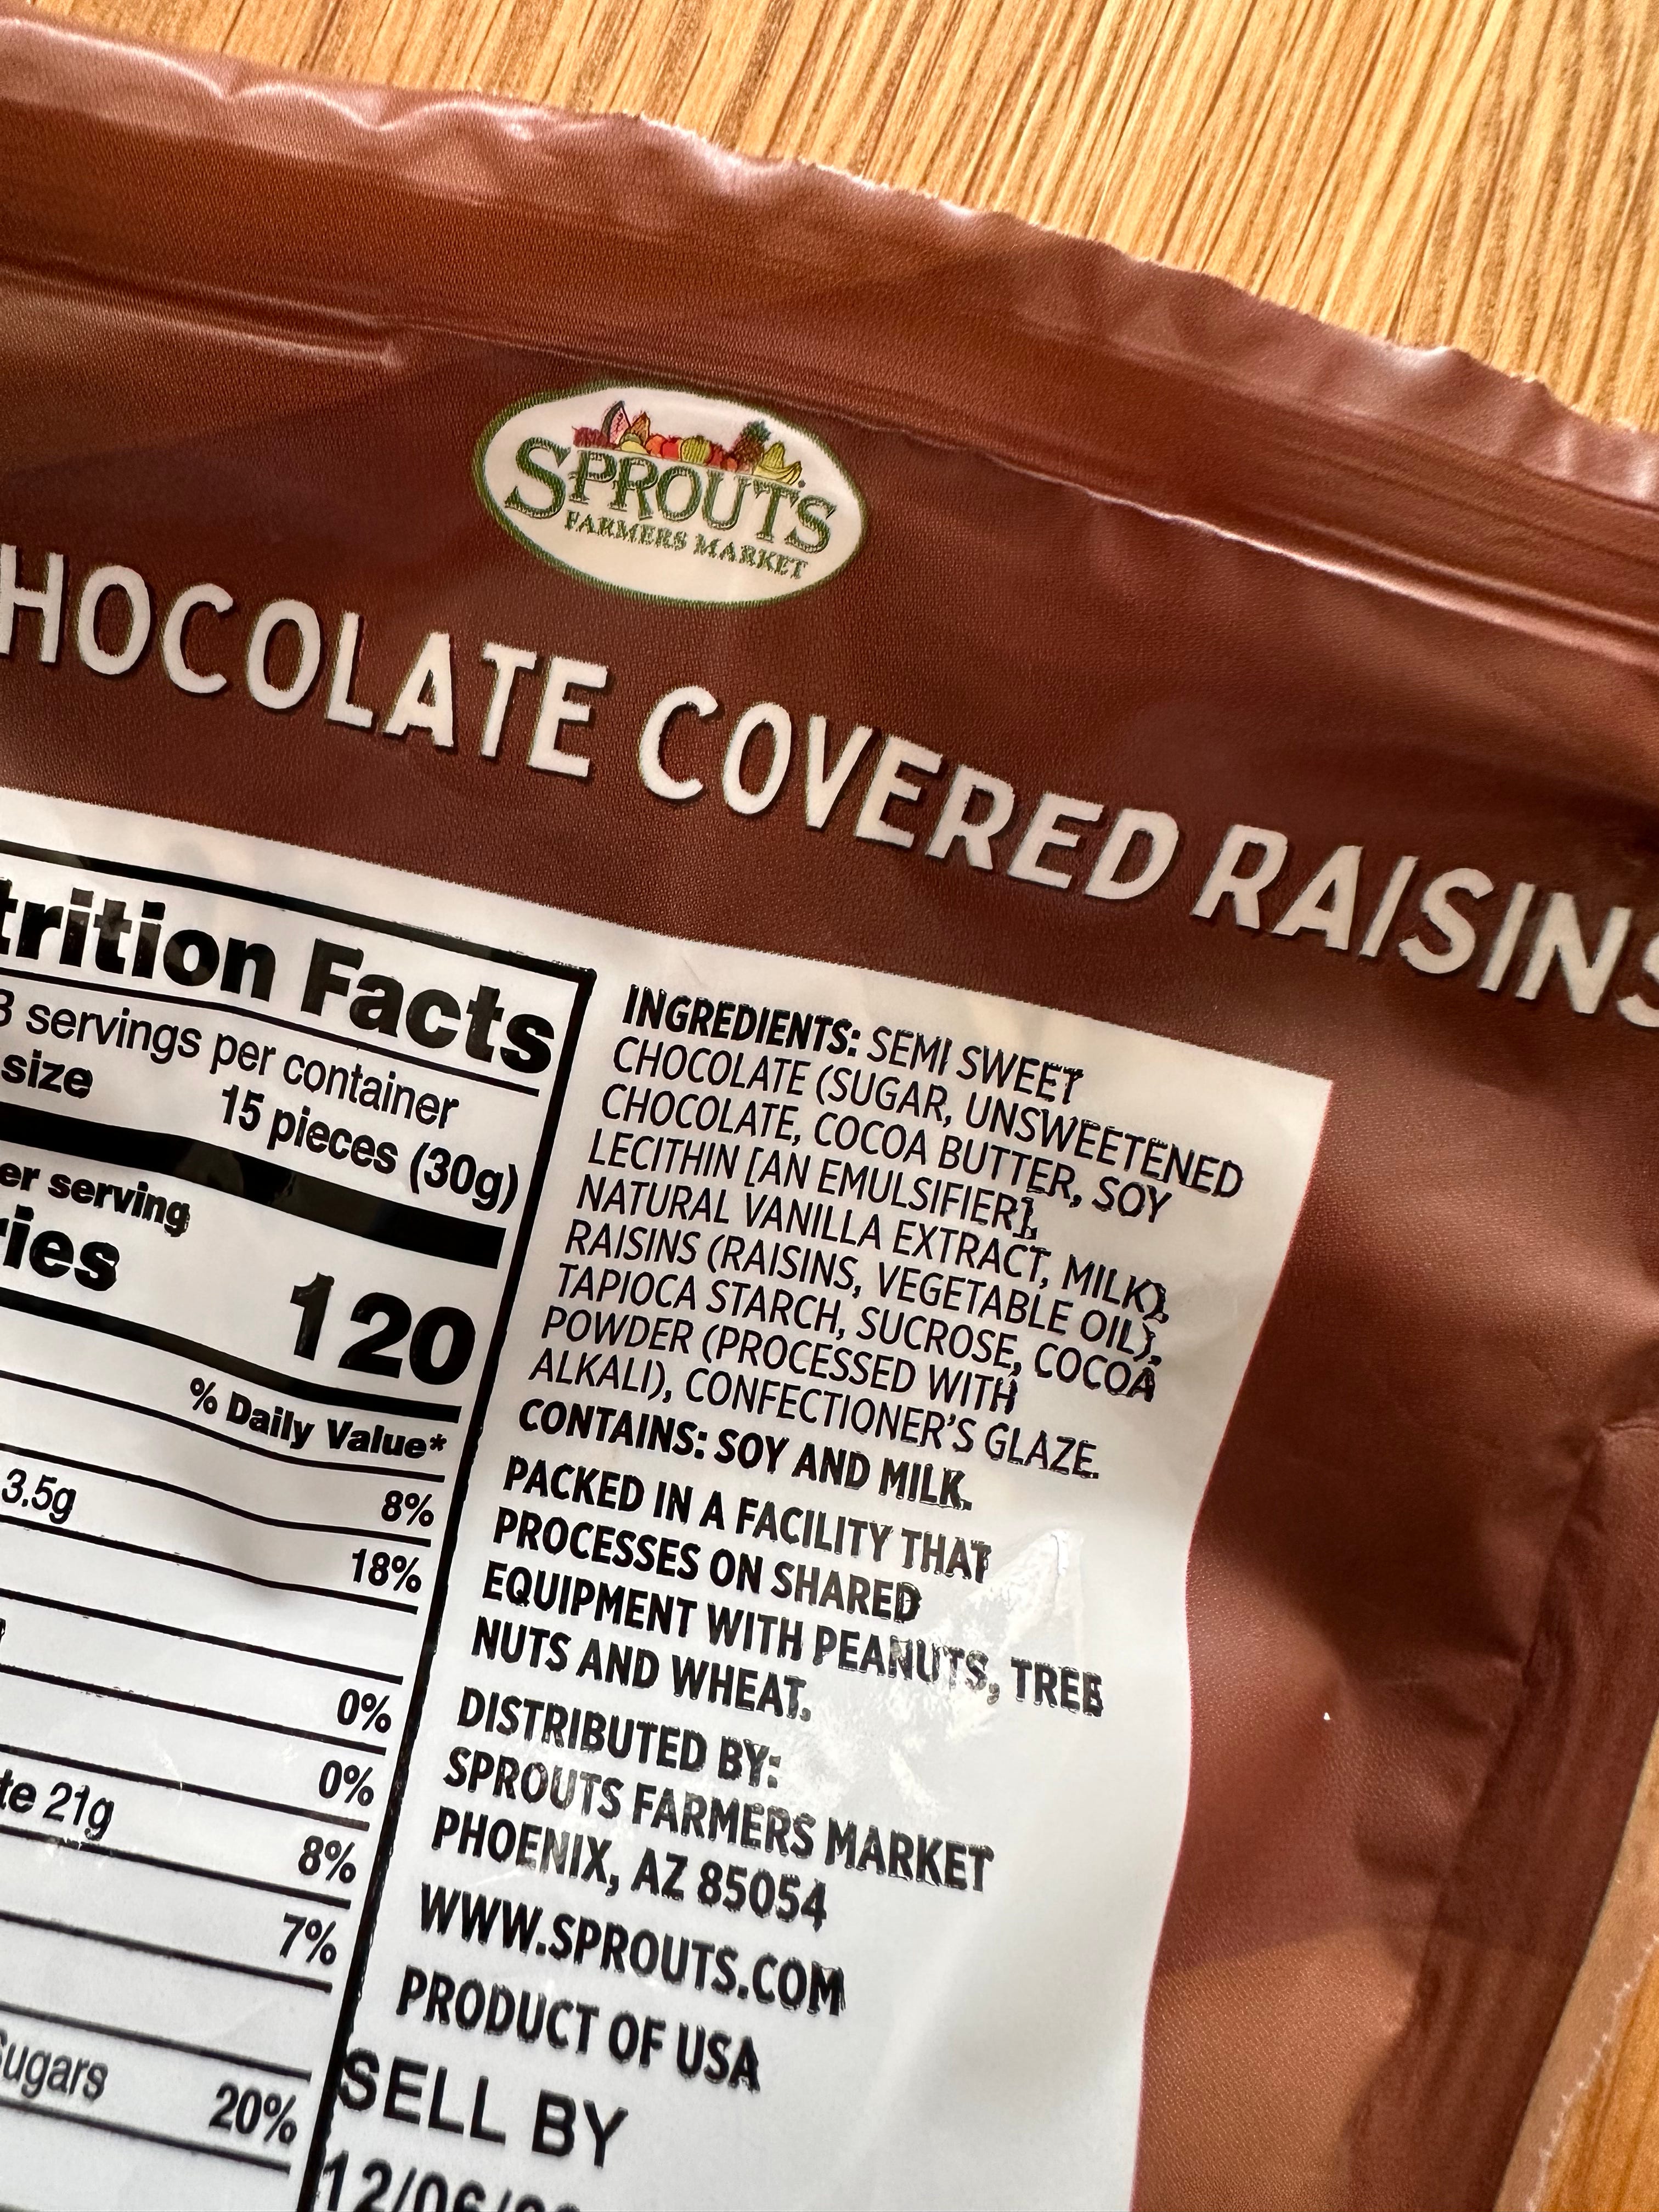 SPROUTS
FARMERS MARKET
HOCOLATE COVERED RAISINS
trition Facts
8 servings per container
size 15 pieces (30g)
er serving
ries 120
% Daily Value*
8%
3.5g 18%
0%
0%
te 21g 8%
7%
Sugars 20%
INGREDIENTS: SEMI SWEET
CHOCOLATE (SUGAR, UNSWEETENED
CHOCOLATE, COCOA BUTTER, SOY
LECITHIN [AN EMULSIFIER],
NATURAL VANILLA EXTRACT, MILK),
RAISINS (RAISINS, VEGETABLE OIL),
TAPIOCA STARCH, SUCROSE, COCOA
POWDER (PROCESSED WITH
ALKALI), CONFECTIONER'S GLAZE.
CONTAINS: SOY AND MILK.
PACKED IN A FACILITY THAT
PROCESSES ON SHARED
EQUIPMENT WITH PEANUTS, TREE
NUTS AND WHEAT.
DISTRIBUTED BY:
SPROUTS FARMERS MARKET
PHOENIX, AZ 85054
WWW.SPROUTS.COM
PRODUCT OF USA
SELL BY
12/06/